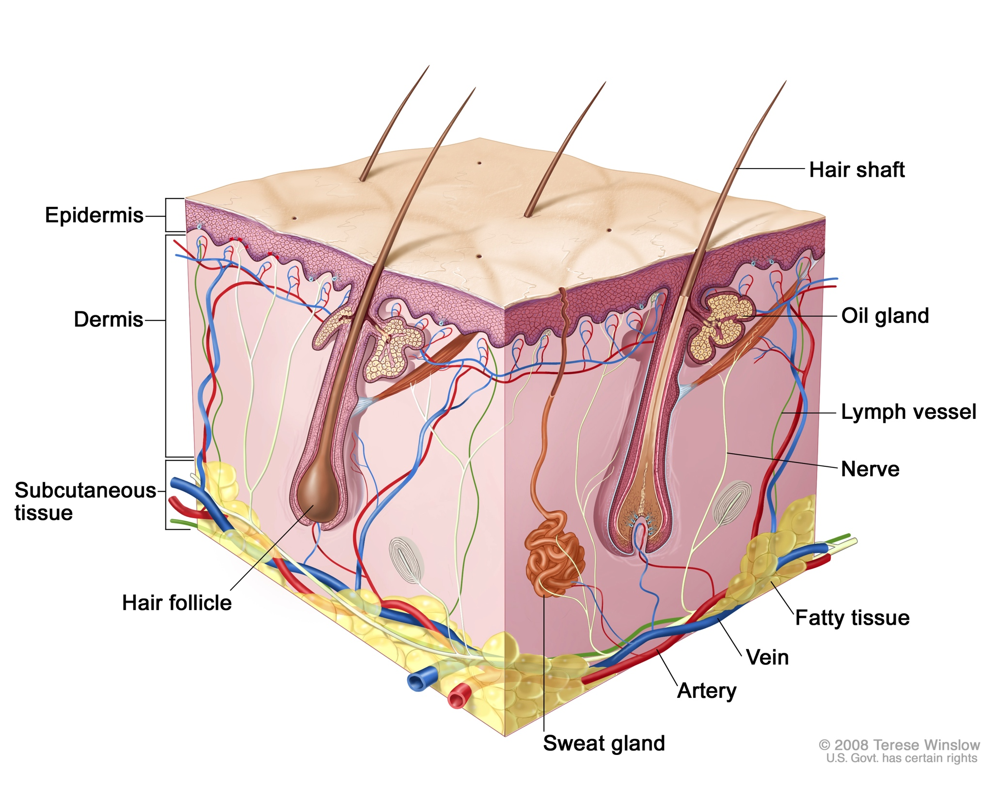 Hair shaft
Epidermis
Oil gland
Dermis
Lymph vessel
Nerve
Subcutaneous
tissue
Hair follicle
Fatty tissue
Vein
Artery
Sweat gland
© 2008 Terese Winslow
U.S. Govt. has certain rights